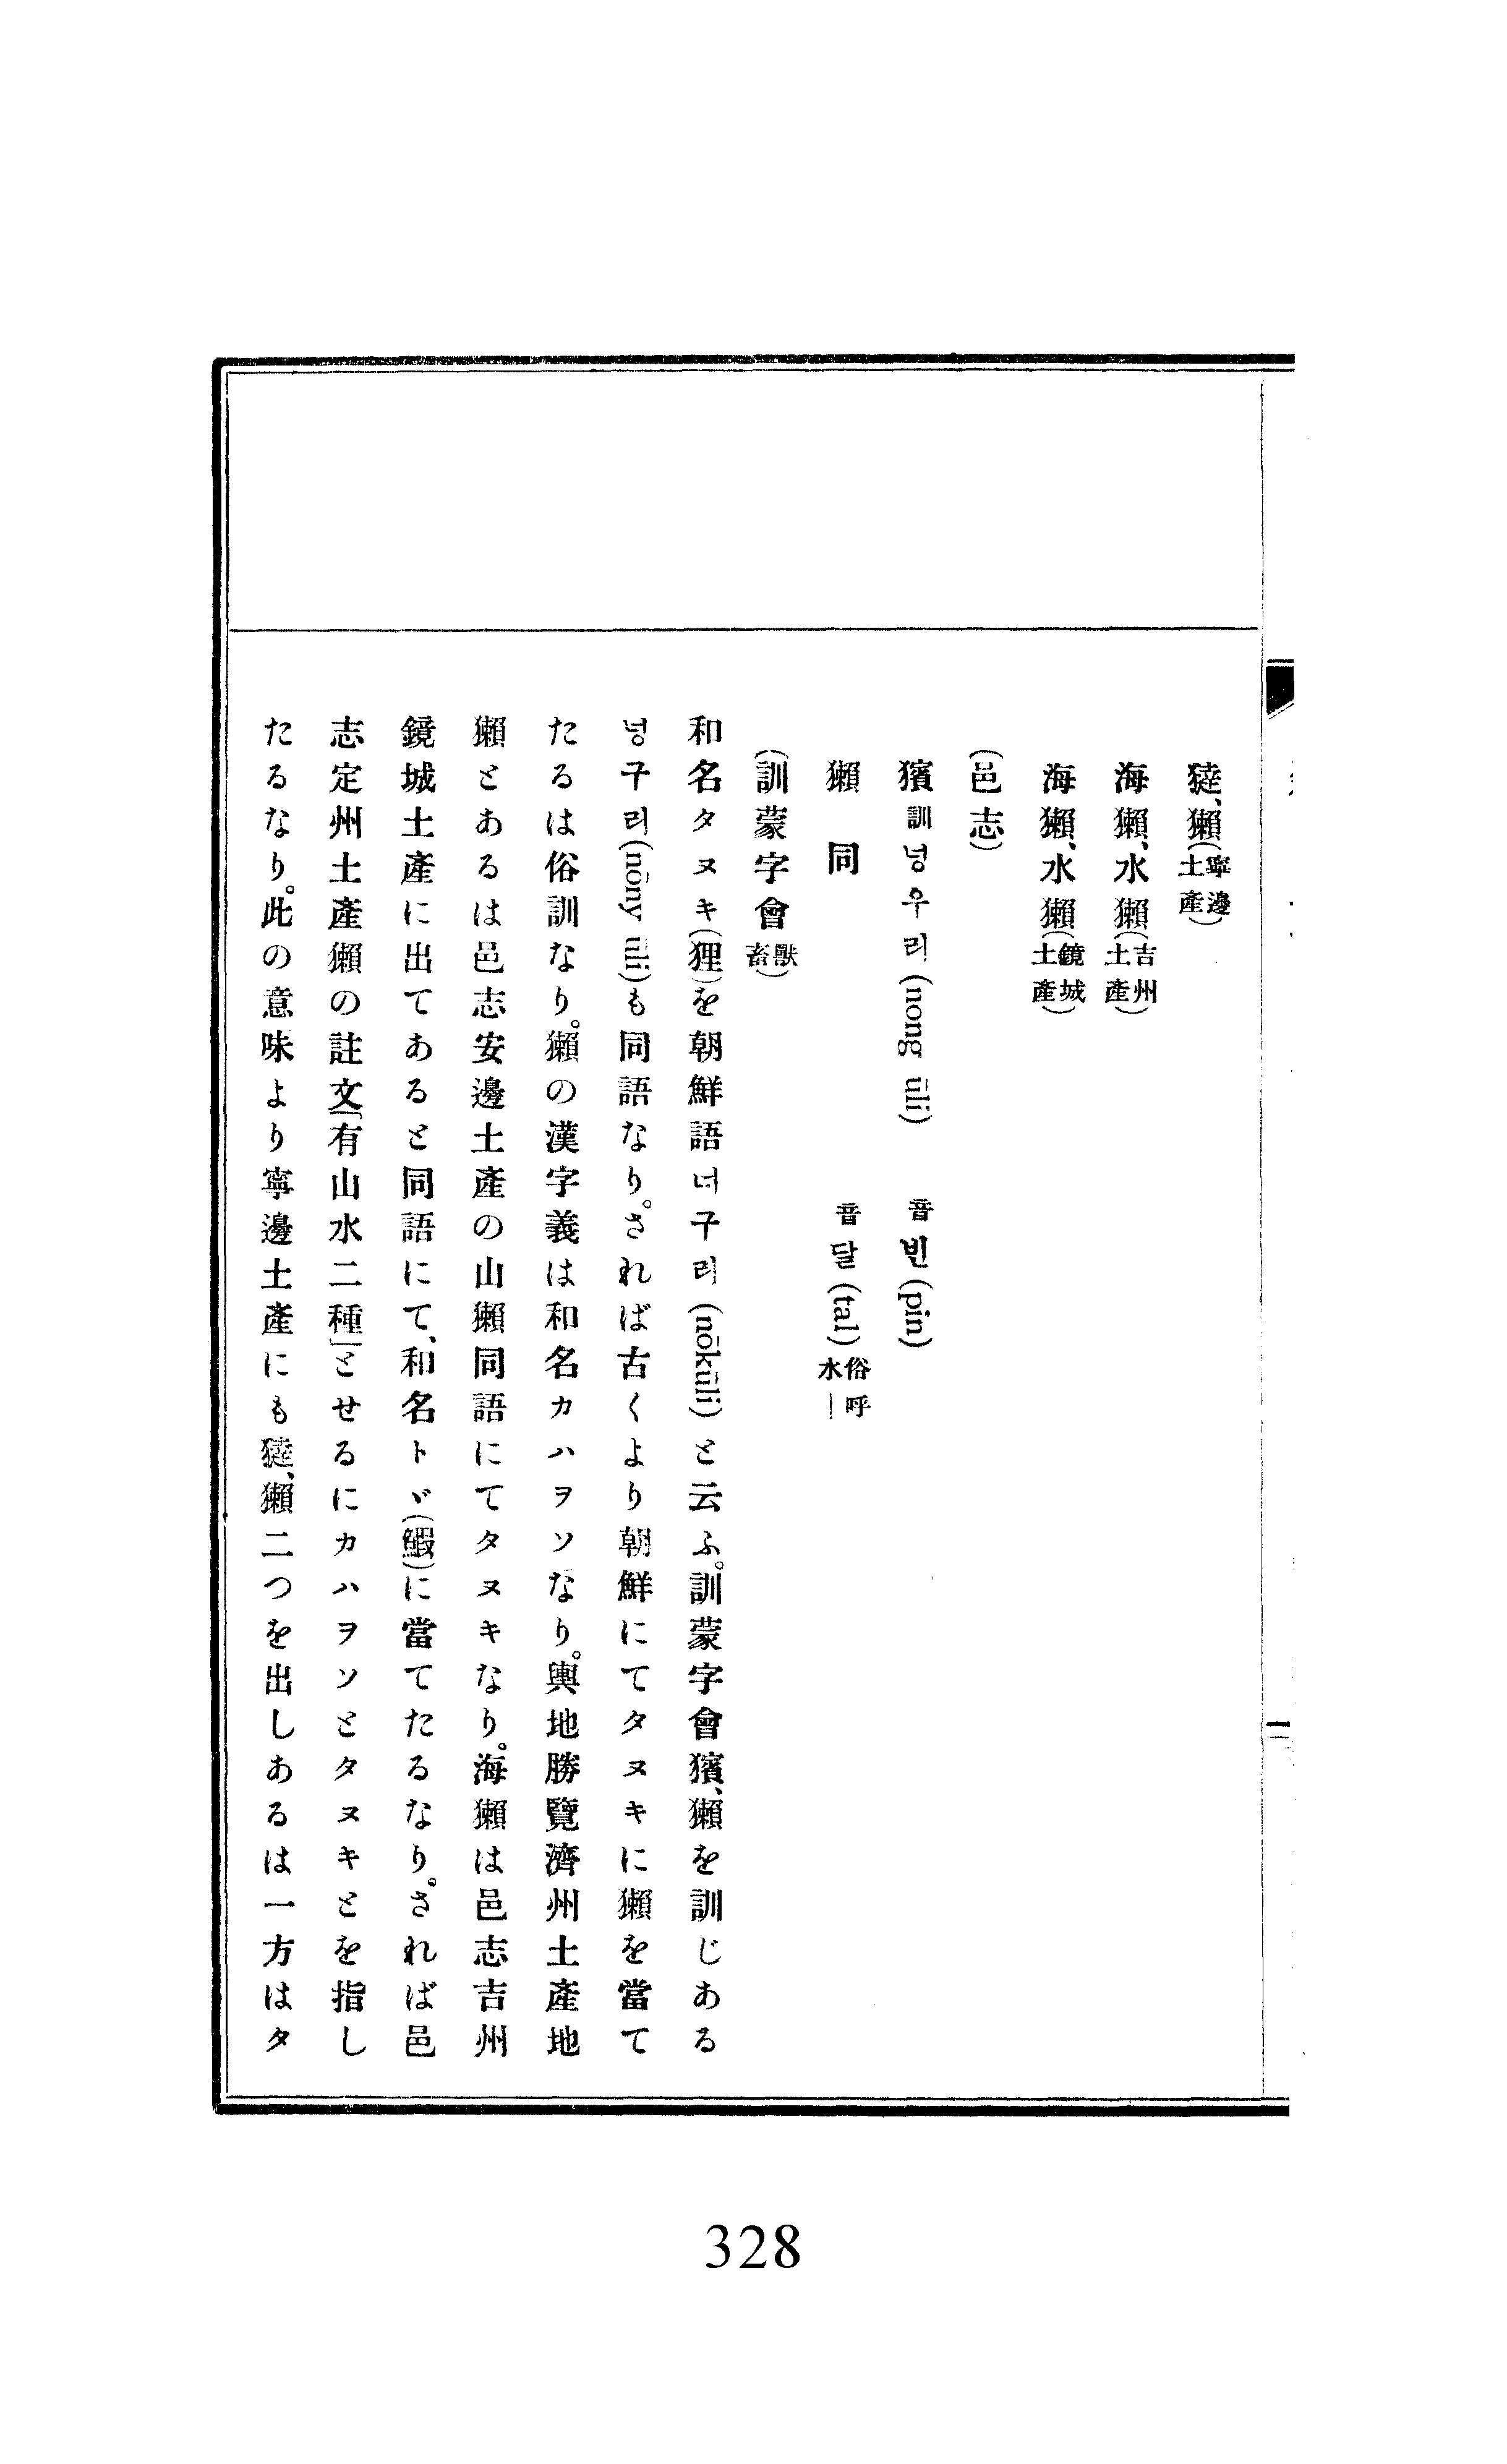 㺚、獺(寧邊土產)
海獺、水獺(吉州土產)
海獺、水獺(鏡城土產)
(邑志)
獱 訓 넝우리 (nong ūli) 音 빈 (pin)
獺 同 音 달 (tal) 俗呼水—
(訓蒙字會獸畜)
和名タヌキ(狸)を朝鮮語너구리(nōkūli)と云ふ。訓蒙字會獱、獺を訓じある
넝구리(nōny ūli)も同語なり。されば古くより朝鮮にてタヌキに獺を當て
たるは俗訓なり。獺の漢字義は和名カハヲソなり。輿地勝覽濟州土產地
獺とあるは邑志安邊土產の山獺同語にてタヌキなり。海獺は邑志吉州
鏡城土產に出てあると同語にて、和名トヾ(鰕)に當てたるなり。されば邑
志定州土產獺の註文「有山水二種」とせるにカハヲソとタヌキとを指し
たるなり。此の意味より寧邊土產にも㺚、獺二つを出しあるは一方はタ
二
328